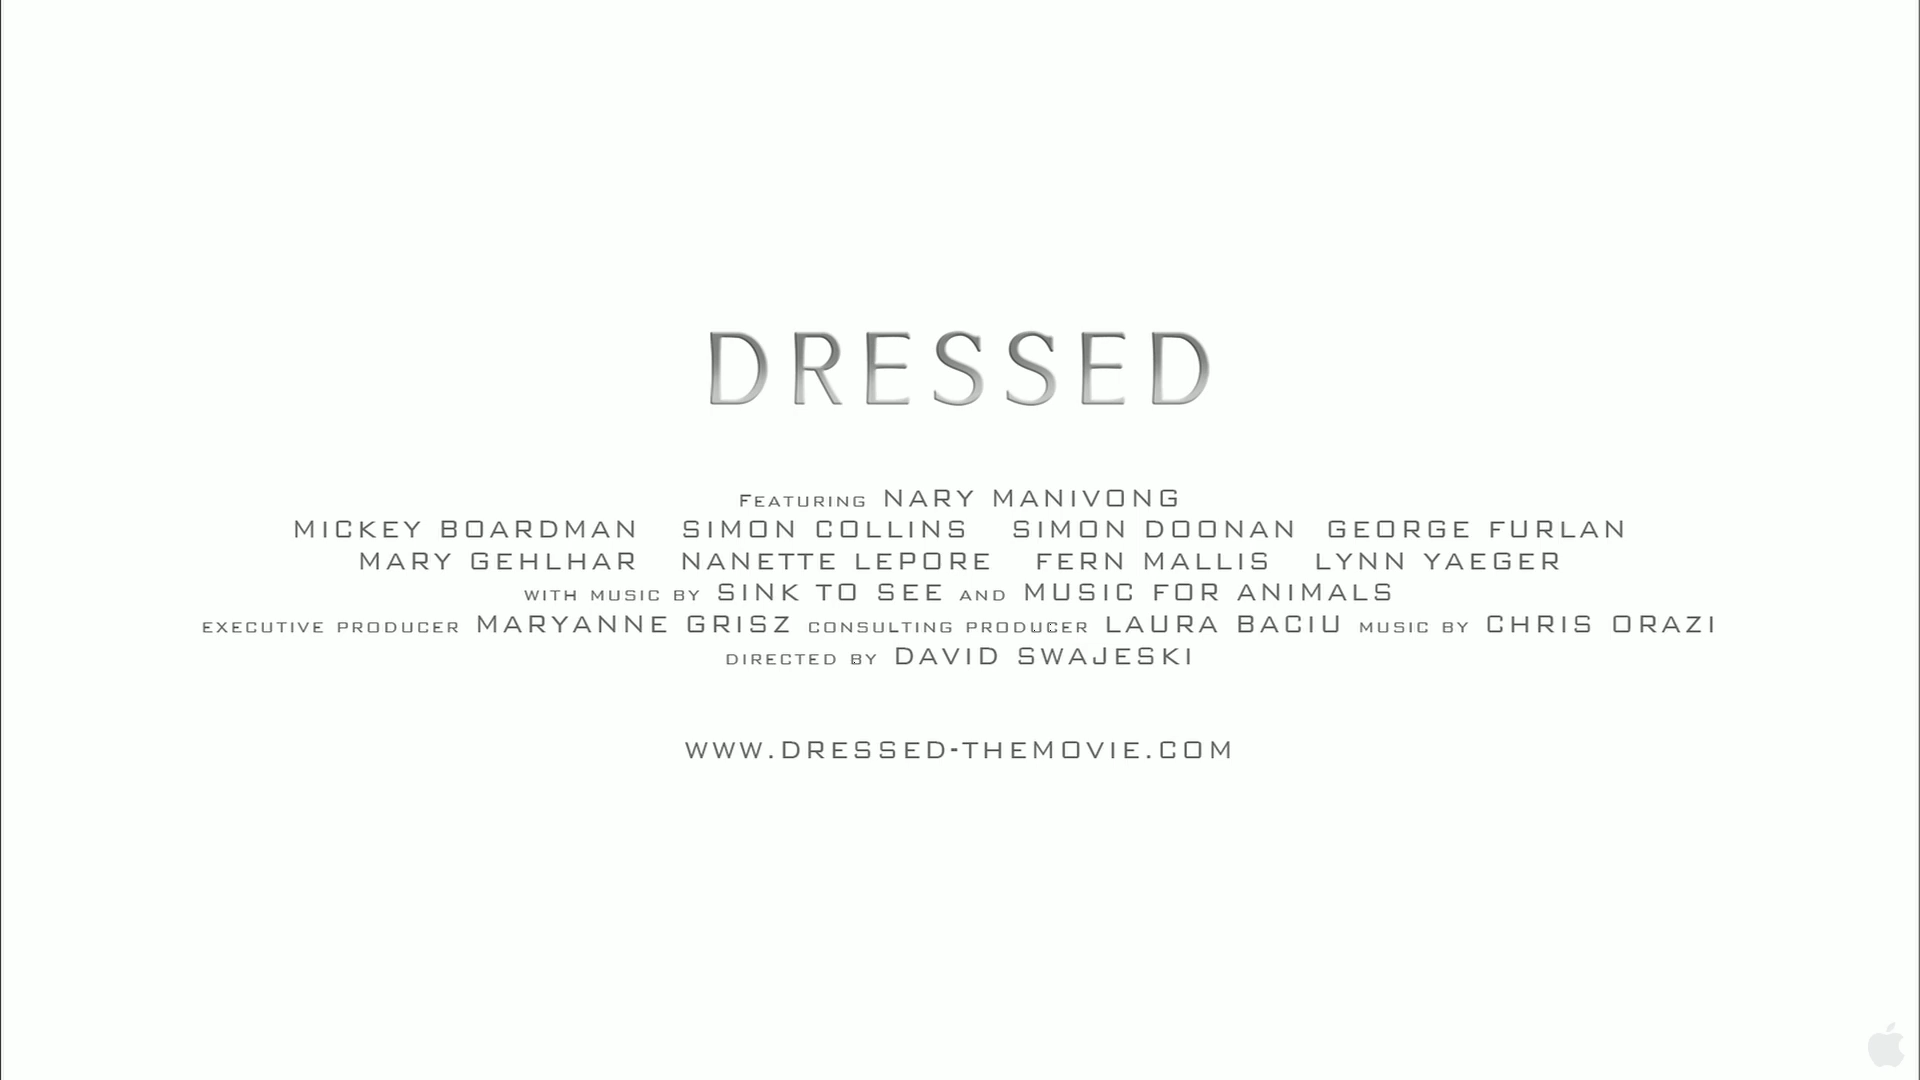 DRESSED
FEATURING NARY MANIVONG
MICKEY BOARDMAN SIMON COLLINS SIMON DOONAN GEORGE FURLAN
MARY GEHLHAR NANETTE LEPORE FERN MALLIS LYNN YAEGER
WITH MUSIC BY SINK TO SEE AND MUSIC FOR ANIMALS
EXECUTIVE PRODUCER MARYANNE GRISZ CONSULTING PRODUCER LAURA BACIU MUSIC BY CHRIS ORAZI
DIRECTED BY DAVID SWAJESKI
WWW.DRESSED-THEMOVIE.COM